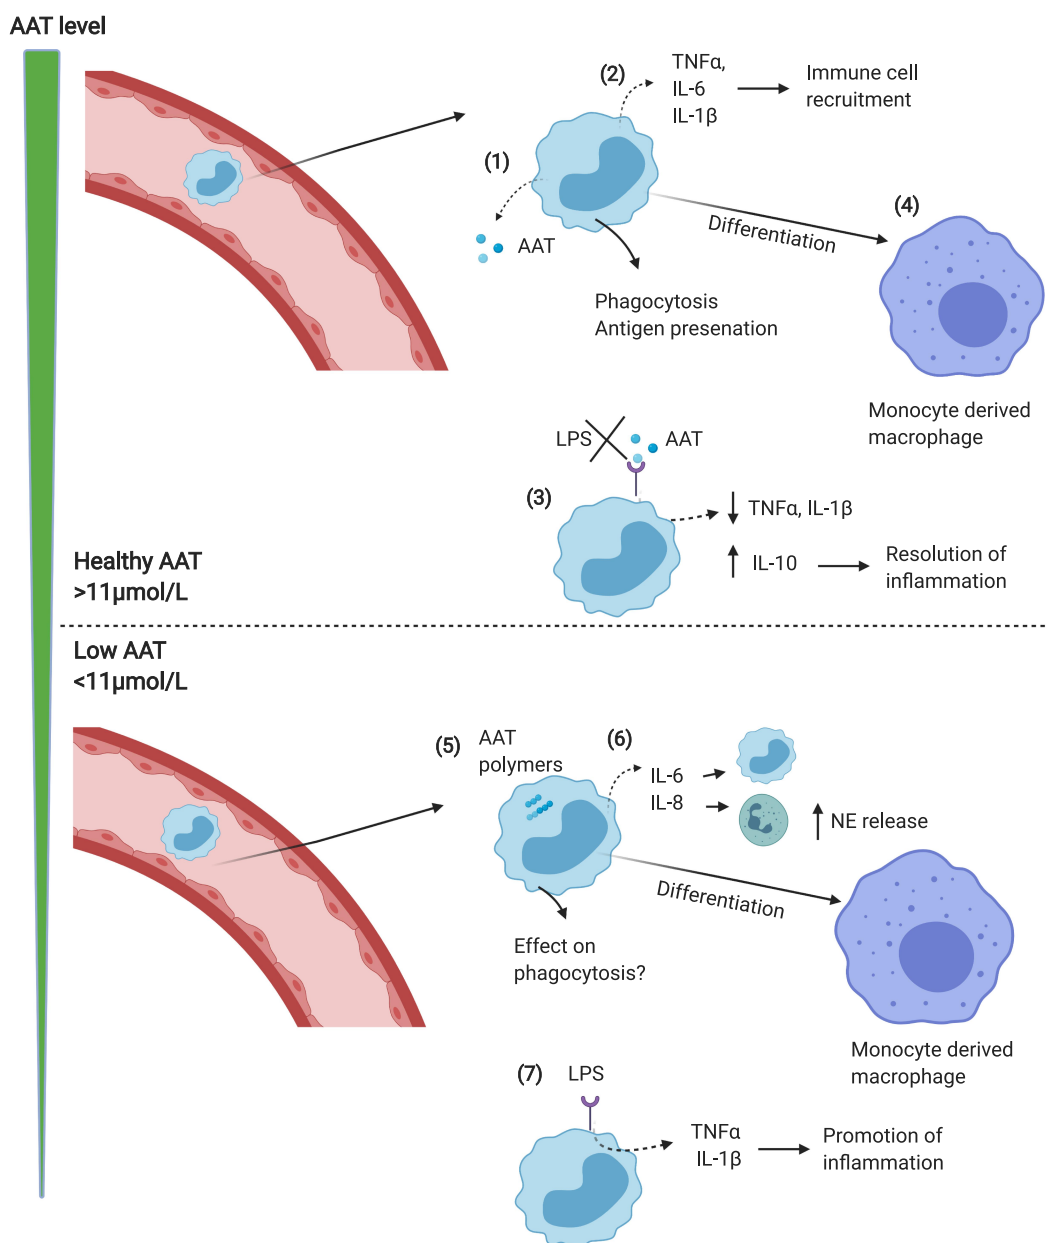 AAT level
(2)
TNFα,
IL-6
IL-1β
Immune cell
recruitment
(1)
AAT
Differentiation
(4)
Phagocytosis
Antigen presenation
Monocyte derived
macrophage
LPS
AAT
(3)
TNFα, IL-1β
IL-10
Resolution of
inflammation
Healthy AAT
>11µmol/L
Low AAT
<11µmol/L
(5)
AAT
polymers
(6)
IL-6
IL-8
NE release
Differentiation
Effect on
phagocytosis?
Monocyte derived
macrophage
(7)
LPS
TNFα
IL-1β
Promotion of
inflammation